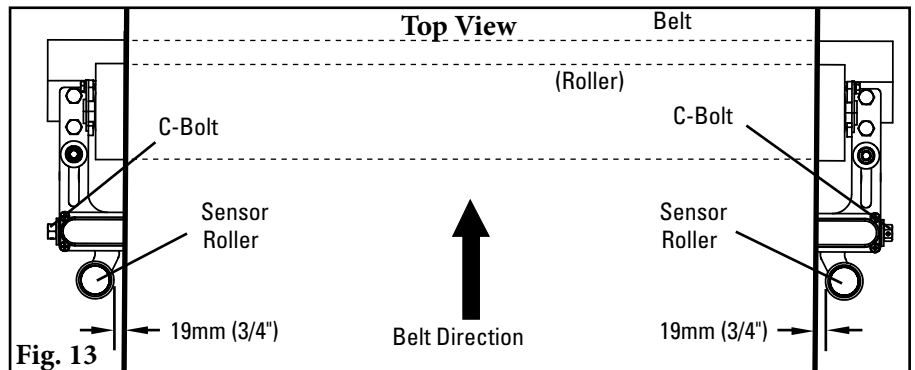 Top View
Belt
(Roller)
C-Bolt
C-Bolt
Sensor
Roller
Sensor
Roller
19mm (3/4")
Belt Direction
19mm (3/4")
Fig. 13